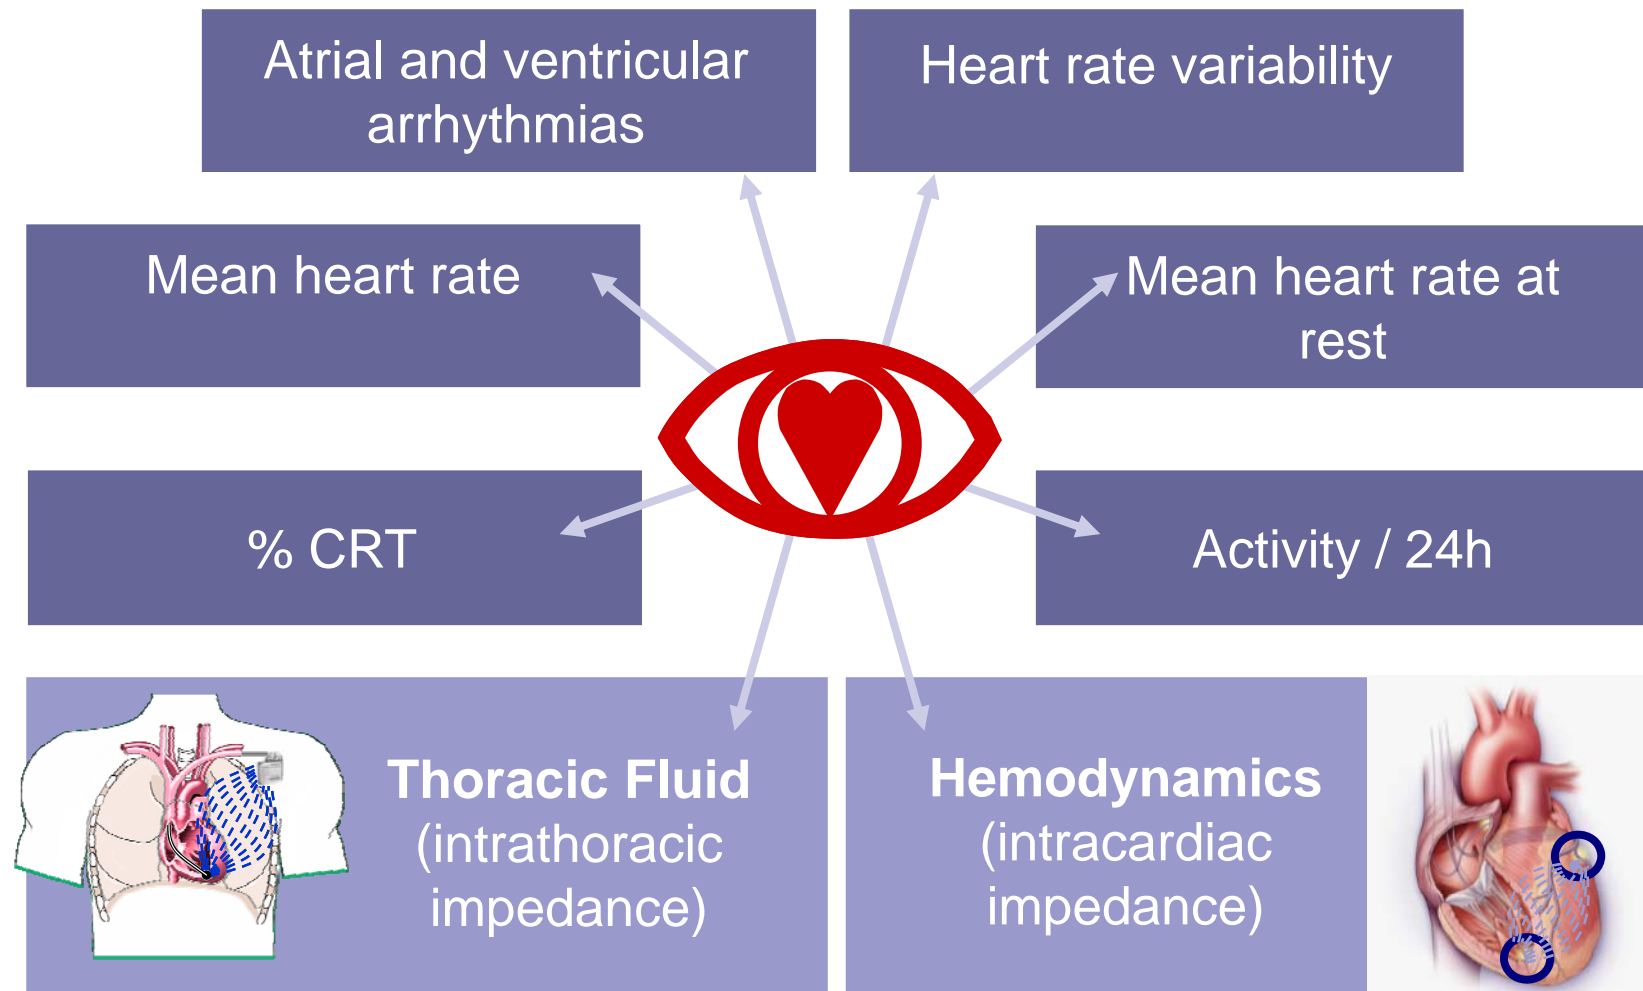 Atrial and ventricular
arrhythmias
Heart rate variability
Mean heart rate
Mean heart rate at
rest
% CRT
Activity / 24h
Thoracic Fluid
(intrathoracic
impedance)
Hemodynamics
(intracardiac
impedance)